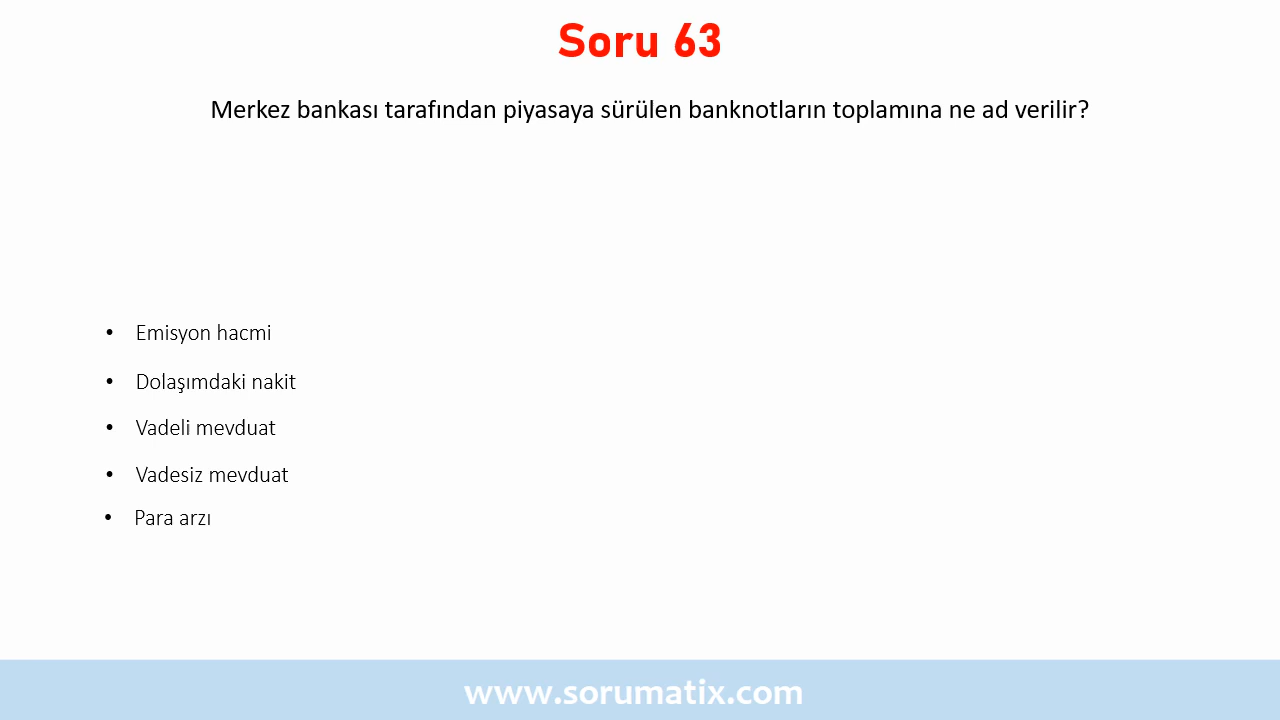 Soru 63
Merkez bankası tarafından piyasaya sürülen banknotların toplamına ne ad verilir?
• Emisyon hacmi
• Dolaşımdaki nakit
• Vadeli mevduat
• Vadesiz mevduat
• Para arzı
www.sorumatix.com